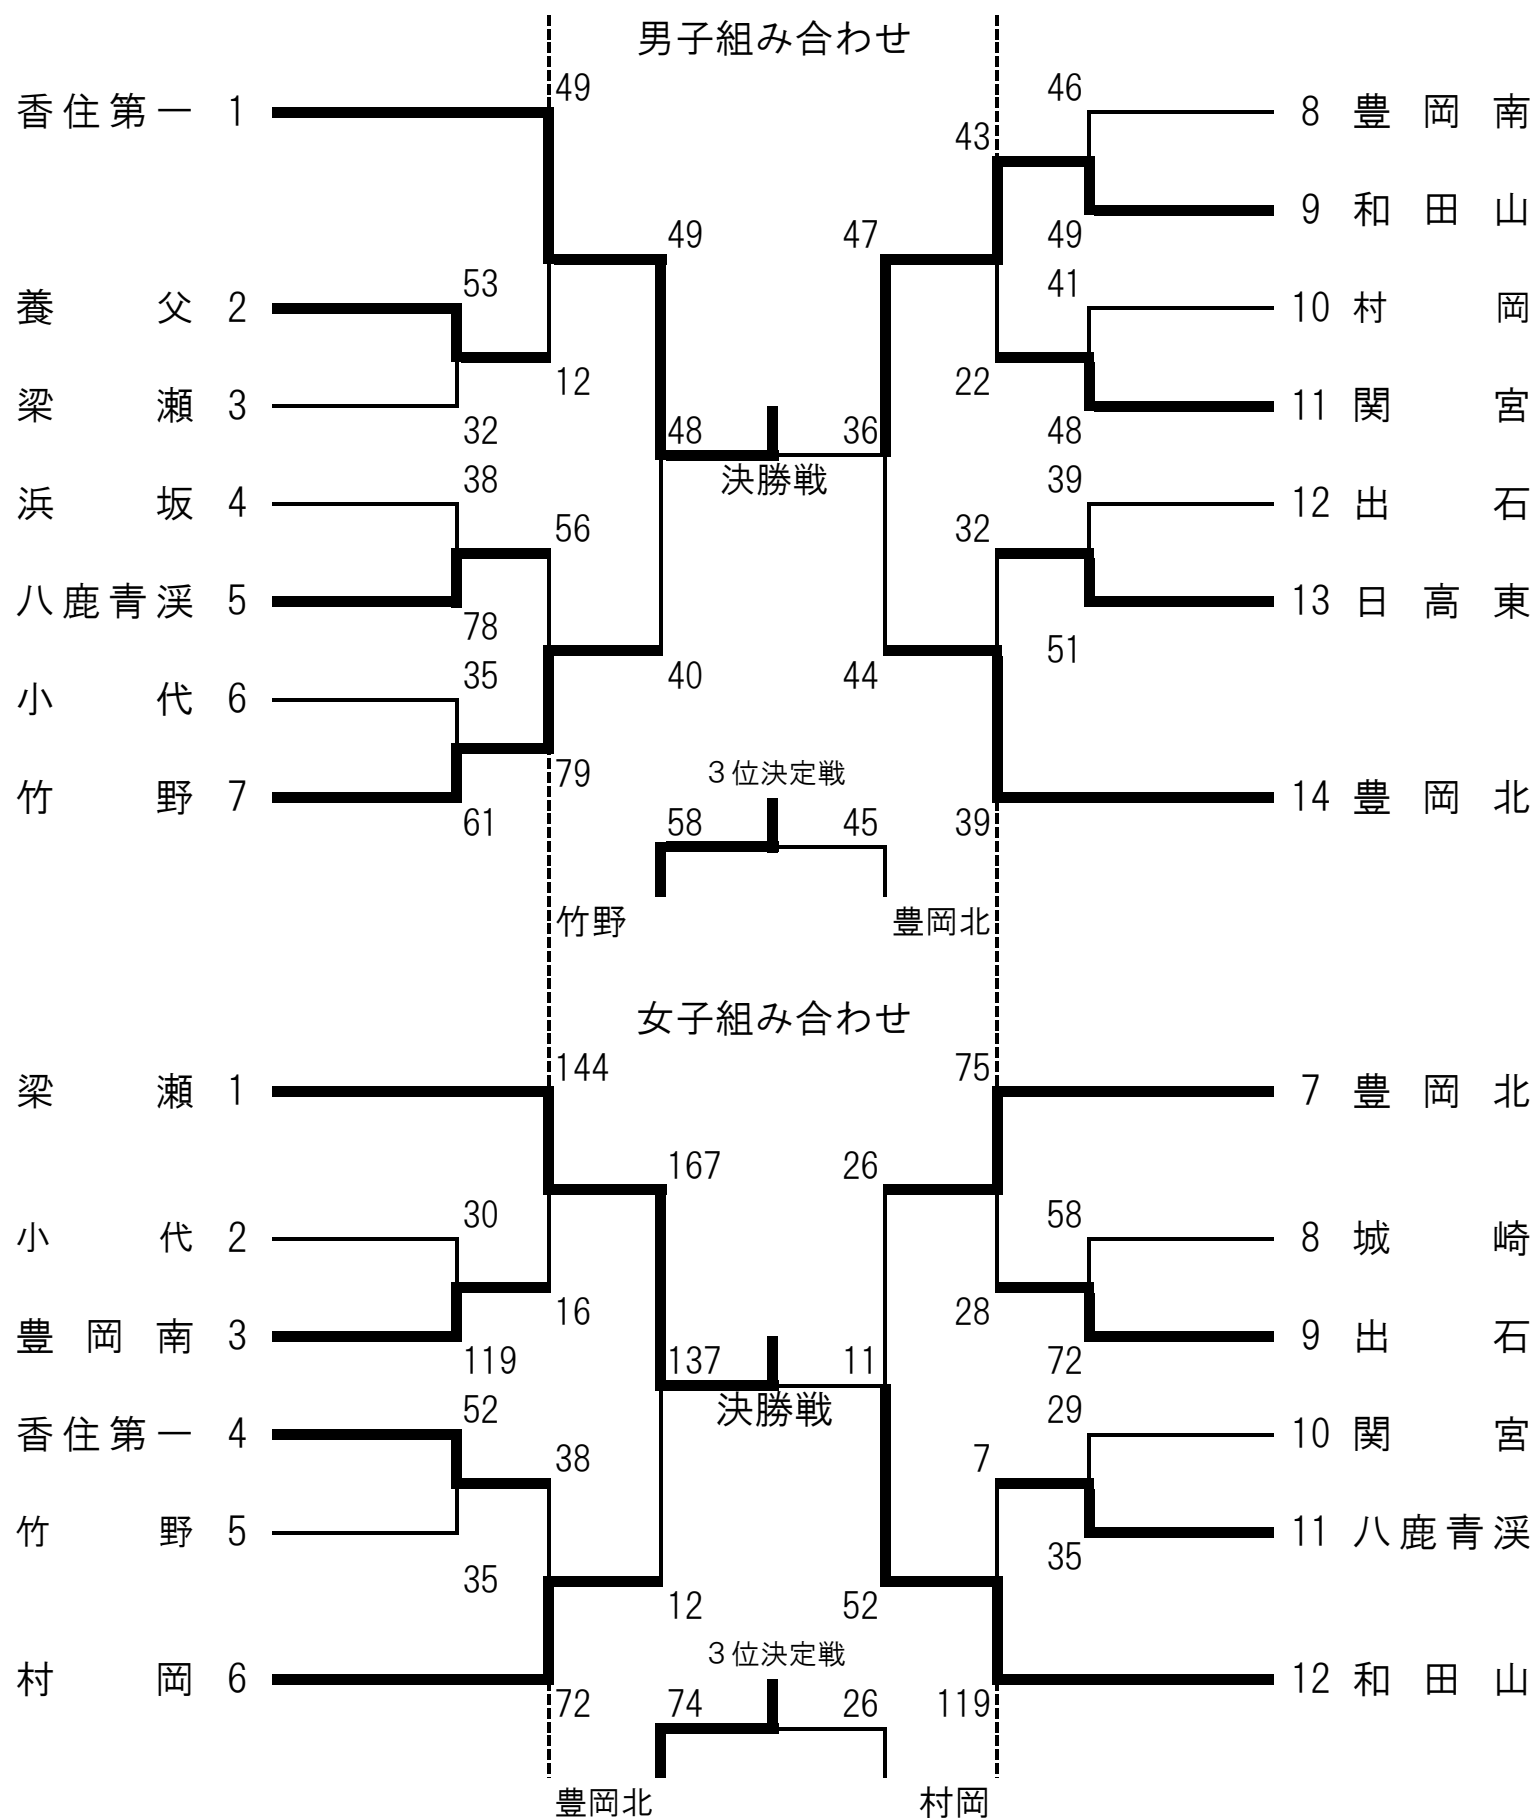 男子組み合わせ
49 46
香住第一 1 8 豊岡南
43
9 和田山
49 47 49
53 41
養父 2 10 村岡
12 22
梁瀬 3 11 関宮
32 48 36 48
決勝戦
38 39
浜坂 4 12 出石
56 32
八鹿青渓 5 13 日高東
78 51
35 40 44
小代 6
79 3位決定戦
竹野 7 14 豊岡北
61 58 45 39
竹野 豊岡北
女子組み合わせ
144 75
梁瀬 1 7 豊岡北
167 26
30 58
小代 2 8 城崎
16 28
豊岡南 3 9 出石
119 137 11 72
決勝戦
52 29
香住第一 4 10 関宮
38 7
竹野 5 11 八鹿青渓
35 35
12 52
3位決定戦
村岡 6 12 和田山
72 74 26 119
豊岡北 村岡